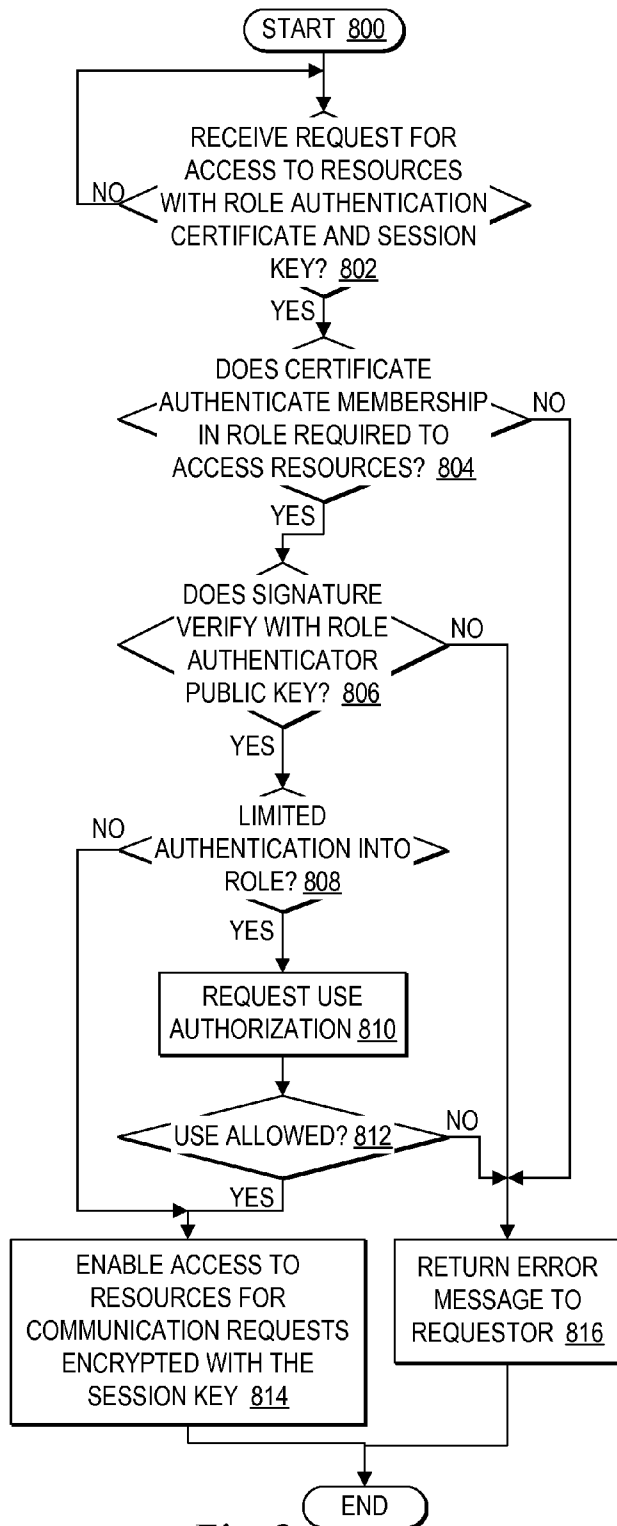 START 800
RECEIVE REQUEST FOR
ACCESS TO RESOURCES
NO
WITH ROLE AUTHENTICATION
CERTIFICATE AND SESSION
KEY? 802
YES
DOES CERTIFICATE
AUTHENTICATE MEMBERSHIP
NO
IN ROLE REQUIRED TO
ACCESS RESOURCES? 804
YES
DOES SIGNATURE
VERIFY WITH ROLE
NO
AUTHENTICATOR
PUBLIC KEY? 806
YES
LIMITED
NO
AUTHENTICATION INTO
ROLE? 808
YES
REQUEST USE
AUTHORIZATION 810
USE ALLOWED? 812
NO
YES
ENABLE ACCESS TO
RESOURCES FOR
COMMUNICATION REQUESTS
ENCRYPTED WITH THE
SESSION KEY 814
RETURN ERROR
MESSAGE TO
REQUESTOR 816
END